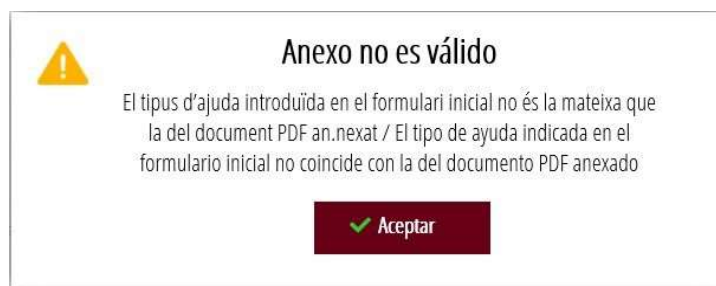 Anexo no es válido
El tipus d'ajuda introduïda en el formulari inicial no és la mateixa que
la del document PDF an.nexat / El tipo de ayuda indicada en el
formulario inicial no coincide con la del documento PDF anexado
Aceptar